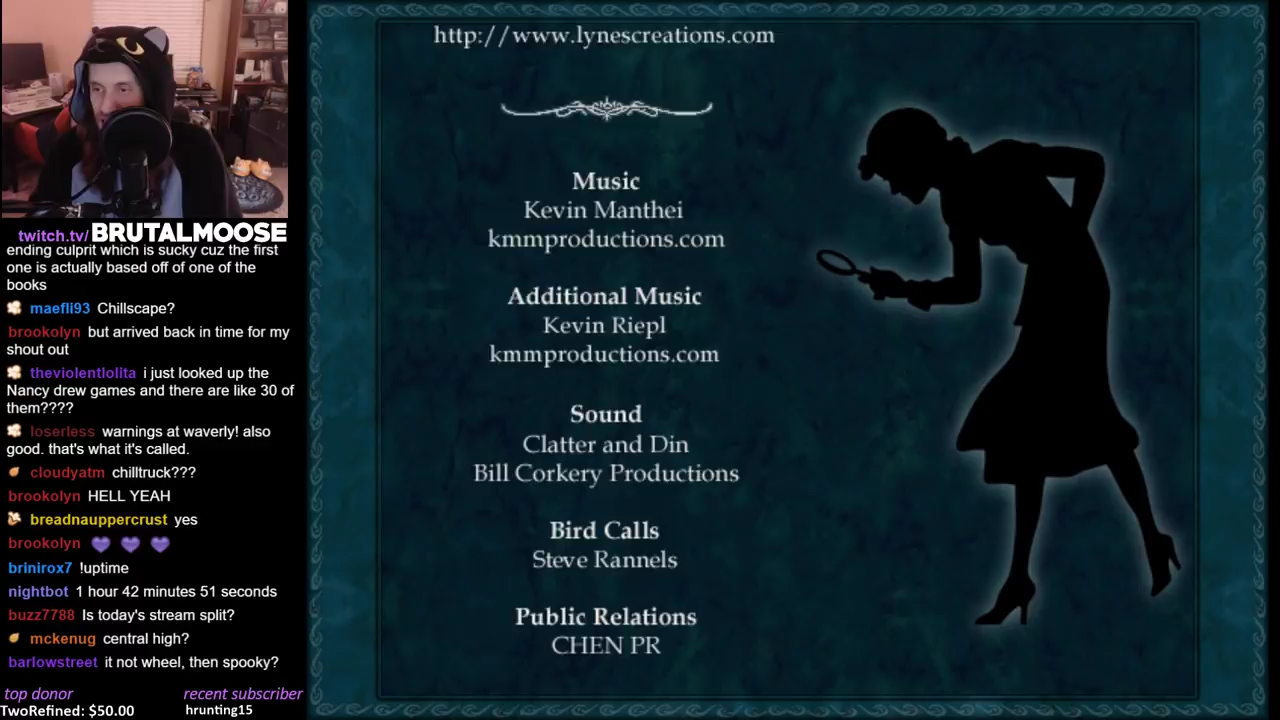 twitch.tv/BRUTALMOOSE
ending culprit which is sucky cuz the first
one is actually based off of one of the
books
maefli93 Chillscape?
brookolyn but arrived back in time for my
shout out
theviolentlolita i just looked up the
Nancy drew games and there are like 30 of
them????
loserless warnings at waverly! also
good. that's what it's called.
cloudyatm chilltruck???
brookolyn HELL YEAH
breadnauppercrust yes
brookolyn
brinirox7 !uptime
nightbot 1 hour 42 minutes 51 seconds
buzz7788 Is today's stream split?
mckenug central high?
barlowstreet it not wheel, then spooky?
top donor
TwoRefined: $50.00
recent subscriber
hrunting15
http://www.lynescreations.com
Music
Kevin Manthei
kmmproductions.com
Additional Music
Kevin Riepl
kmmproductions.com
Sound
Clatter and Din
Bill Corkery Productions
Bird Calls
Steve Rannels
Public Relations
CHEN PR